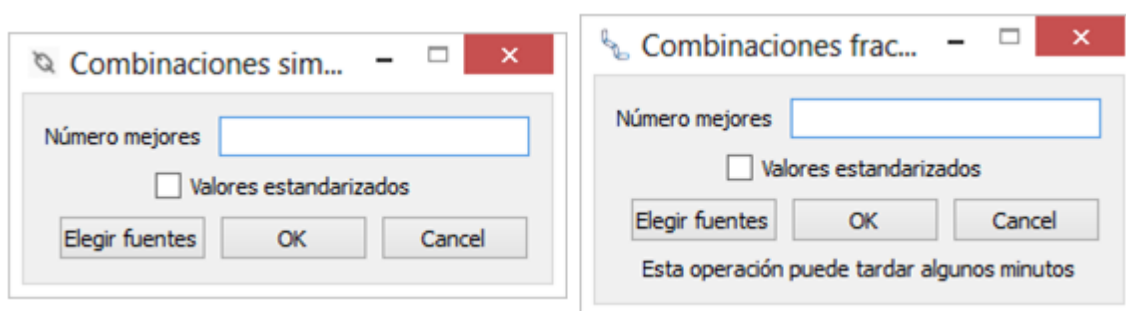 Combinaciones sim...
Número mejores
Valores estandarizados
Elegir fuentes OK Cancel
Combinaciones frac...
Número mejores
Valores estandarizados
Elegir fuentes OK Cancel
Esta operación puede tardar algunos minutos